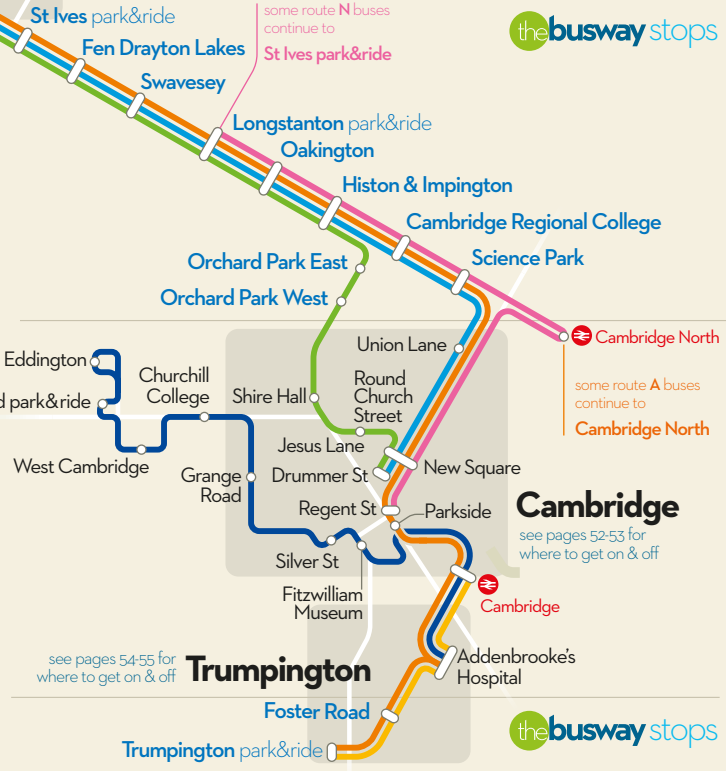 St Ives park&ride
some route N buses
continue to
St Ives park&ride
thebusway stops
Fen Drayton Lakes
Swavesey
Longstanton park&ride
Oakington
Histon & Impington
Cambridge Regional College
Science Park
Orchard Park East
Orchard Park West
Cambridge North
Union Lane
Eddington
Churchill
College
Shire Hall
Round
Church
Street
some route A buses
continue to
Cambridge North
d park&ride
Jesus Lane
West Cambridge
Grange
Road
Drummer St
New Square
Regent St
Parkside
Cambridge
see pages 52-53 for
where to get on & off
Silver St
Fitzwilliam
Museum
Cambridge
see pages 54-55 for
where to get on & off
Trumpington
Addenbrooke's
Hospital
Foster Road
Trumpington park&ride
thebusway stops